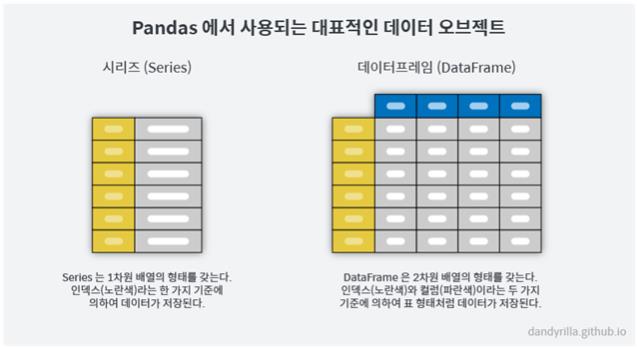 Pandas 에서 사용되는 대표적인 데이터 오브젝트
시리즈 (Series)
데이터프레임 (DataFrame)
Series 는 1차원 배열의 형태를 갖는다.
인덱스(노란색)라는 한 가지 기준에
의하여 데이터가 저장된다.
DataFrame 은 2차원 배열의 형태를 갖는다.
인덱스(노란색)와 컬럼(파란색)이라는 두 가지
기준에 의하여 표 형태처럼 데이터가 저장된다.
dandyrilla.github.io